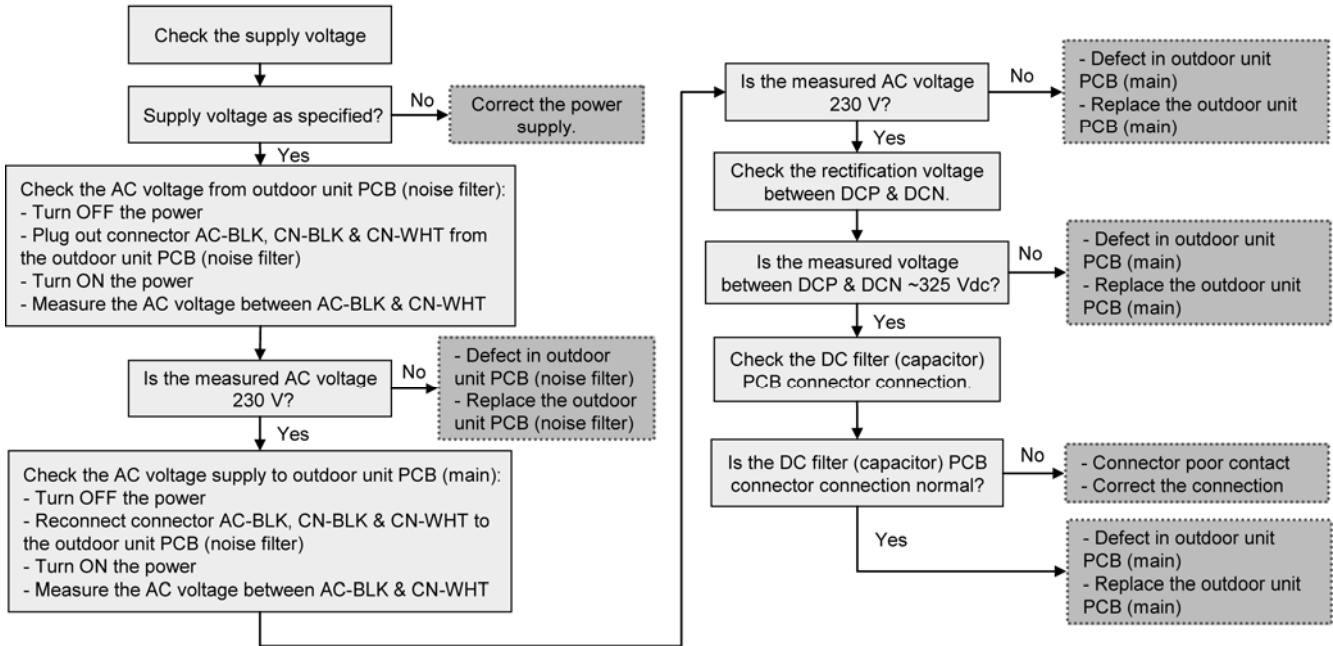 Check the supply voltage
Supply voltage as specified?
No
Correct the power
supply.
Yes
Check the AC voltage from outdoor unit PCB (noise filter):
- Turn OFF the power
- Plug out connector AC-BLK, CN-BLK & CN-WHT from
the outdoor unit PCB (noise filter)
- Turn ON the power
- Measure the AC voltage between AC-BLK & CN-WHT
Is the measured AC voltage
230 V?
No
- Defect in outdoor
unit PCB (noise filter)
- Replace the outdoor
unit PCB (noise filter)
Yes
Check the AC voltage supply to outdoor unit PCB (main):
- Turn OFF the power
- Reconnect connector AC-BLK, CN-BLK & CN-WHT to
the outdoor unit PCB (noise filter)
- Turn ON the power
- Measure the AC voltage between AC-BLK & CN-WHT
Is the measured AC voltage
230 V?
No
- Defect in outdoor unit
PCB (main)
- Replace the outdoor unit
PCB (main)
Yes
Check the rectification voltage
between DCP & DCN.
Is the measured voltage
between DCP & DCN ~325 Vdc?
No
- Defect in outdoor unit
PCB (main)
- Replace the outdoor unit
PCB (main)
Yes
Check the DC filter (capacitor)
PCB connector connection.
Is the DC filter (capacitor) PCB
connector connection normal?
No
- Connector poor contact
- Correct the connection
Yes
- Defect in outdoor unit
PCB (main)
- Replace the outdoor unit
PCB (main)